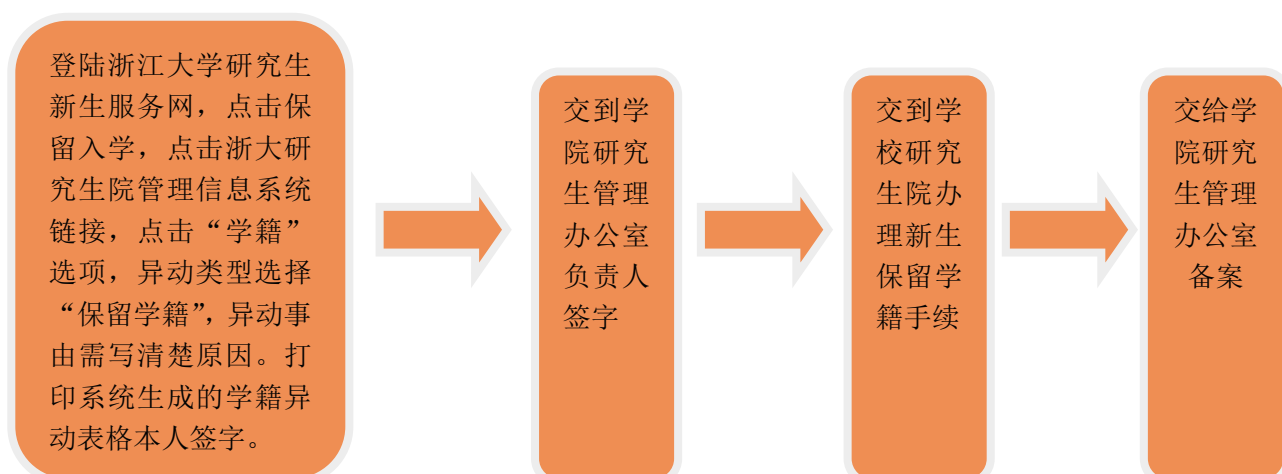 登陆浙江大学研究生
新生服务网，点击保
留入学，点击浙大研
究生院管理信息系统
链接，点击“学籍”
选项，异动类型选择
“保留学籍”，异动事
由需写清楚原因。打
印系统生成的学籍异
动表格本人签字。
交到学
院研究
生管理
办公室
负责人
签字
交到学
校研究
生院办
理新生
保留学
籍手续
交给学
院研究
生管理
办公室
备案